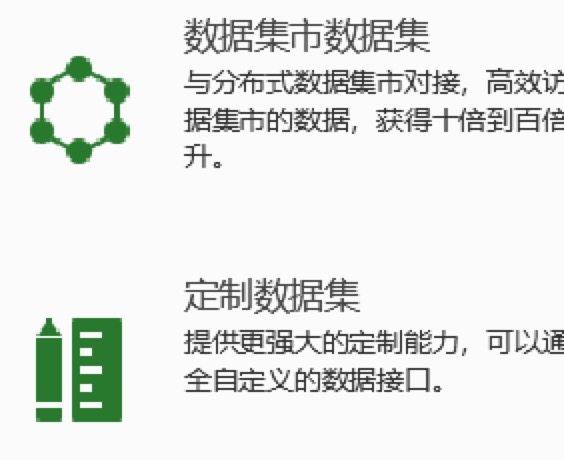 数据集市数据集
与分布式数据集市对接，高效访
据集市的数据，获得十倍到百倍
升。
定制数据集
提供更强大的定制能力，可以通
全自定义的数据接口。